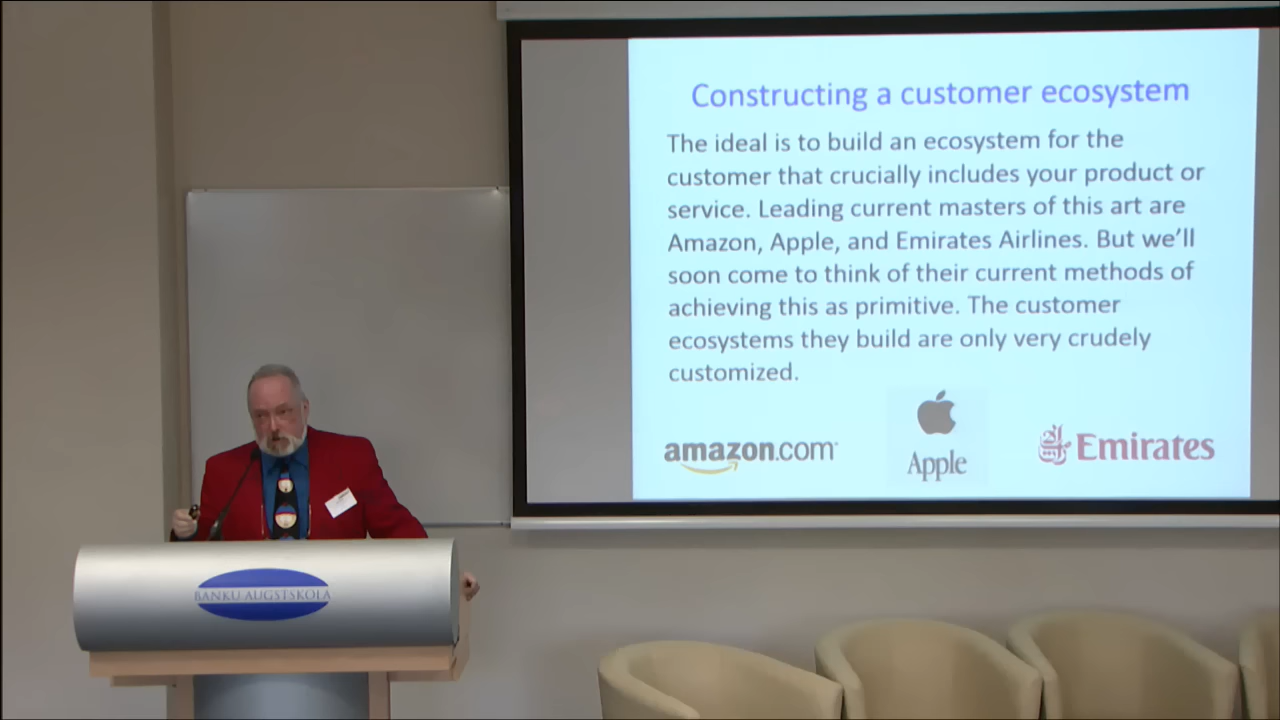 Constructing a customer ecosystem
The ideal is to build an ecosystem for the
customer that crucially includes your product or
service. Leading current masters of this art are
Amazon, Apple, and Emirates Airlines. But we'll
soon come to think of their current methods of
achieving this as primitive. The customer
ecosystems they build are only very crudely
customized.
amazon.com
Apple
Emirates
BANKU AUGSTSKOLA